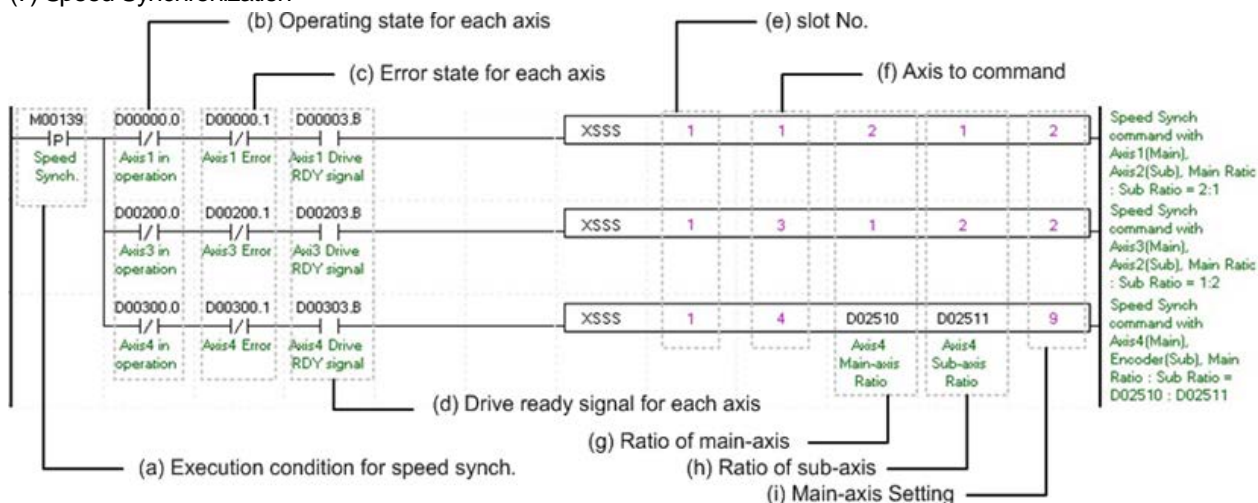 (b) Operating state for each axis
(e) slot No.
(c) Error state for each axis
(f) Axis to command
M00139 D00000.0 D00000.1 D00003.B
P
XSSS 1 1 2 1 2
Speed Synch.
Axis1 in operation
Axis1 Error
Axis1 Drive RDY signal
Speed Synch
command with
Axis1(Main),
Axis2(Sub), Main Ratio
: Sub Ratio = 2:1
D00200.0 D00200.1 D00203.B
XSSS 1 3 1 2 2
Axis3 in operation
Axis3 Error
Axi3 Drive RDY signal
Speed Synch
command with
Axis3(Main),
Axis2(Sub), Main Ratio
: Sub Ratio = 1:2
D00300.0 D00300.1 D00303.B
XSSS 1 4 D02510 D02511 9
Axis4 in operation
Axis4 Error
Axis4 Drive RDY signal
Axis4 Main-axis Ratio
Axis4 Sub-axis Ratio
Speed Synch
command with
Axis4(Main),
Encoder(Sub), Main
Ratio : Sub Ratio =
D02510 : D02511
(d) Drive ready signal for each axis
(g) Ratio of main-axis
(a) Execution condition for speed synch.
(h) Ratio of sub-axis
(i) Main-axis Setting